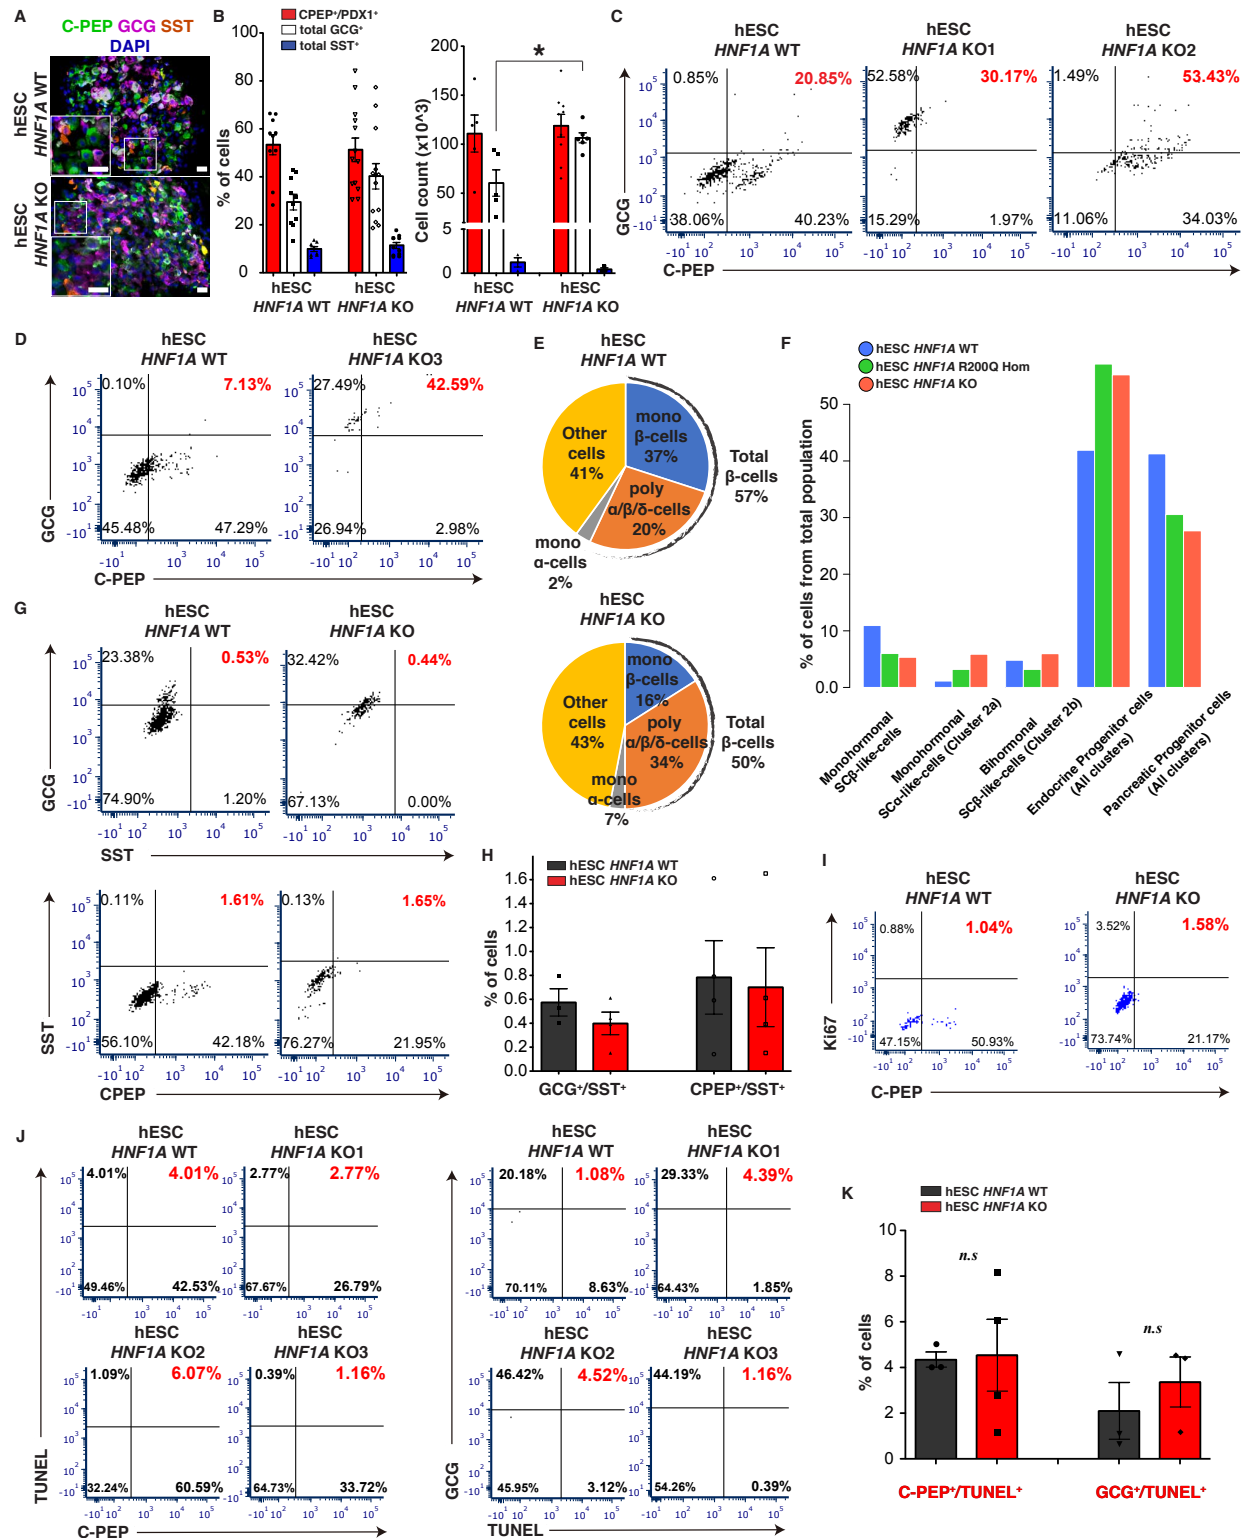 A
C-PEP GCG SST
DAPI
hESC
HNF1A WT
hESC
HNF1A KO
B
CPEP⁺/PDX1⁺
total GCG⁺
total SST⁺
% of cells
80
60
40
20
0
hESC
HNF1A WT
hESC
HNF1A KO
Cell count (x10^3)
200
150
100
50
5
0
*
hESC
HNF1A WT
hESC
HNF1A KO
C
hESC
HNF1A WT
hESC
HNF1A KO1
hESC
HNF1A KO2
0.85%
20.85%
52.58%
30.17%
1.49%
53.43%
38.06%
40.23%
15.29%
1.97%
11.06%
34.03%
GCG
C-PEP
D
hESC
HNF1A WT
hESC
HNF1A KO3
0.10%
7.13%
27.49%
42.59%
45.48%
47.29%
26.94%
2.98%
GCG
C-PEP
E
hESC
HNF1A WT
mono
β-cells
37%
Other
cells
41%
poly
α/β/δ-cells
20%
mono
α-cells
2%
Total
β-cells
57%
hESC
HNF1A KO
mono
β-cells
16%
Other
cells
43%
poly
α/β/δ-cells
34%
mono
α-cells
7%
Total
β-cells
50%
F
hESC HNF1A WT
hESC HNF1A R200Q Hom
hESC HNF1A KO
% of cells from total population
50
40
30
20
10
0.0
Monohormonal
SCβ-like-cells
Monohormonal
SCα-like-cells (Cluster 2a)
Bihormonal
SCβ-like-cells (Cluster 2b)
Endocrine Progenitor cells
(All clusters)
Pancreatic Progenitor cells
(All clusters)
G
hESC
HNF1A WT
hESC
HNF1A KO
23.38%
0.53%
32.42%
0.44%
74.90%
1.20%
67.13%
0.00%
GCG
SST
0.11%
1.61%
0.13%
1.65%
56.10%
42.18%
76.27%
21.95%
SST
CPEP
H
hESC HNF1A WT
hESC HNF1A KO
% of cells
1.6
1.4
1.2
1.0
0.8
0.6
0.4
0.2
0.0
GCG⁺/SST⁺
CPEP⁺/SST⁺
I
hESC
HNF1A WT
hESC
HNF1A KO
0.88%
1.04%
3.52%
1.58%
47.15%
50.93%
73.74%
21.17%
Ki67
C-PEP
J
hESC
HNF1A WT
hESC
HNF1A KO1
4.01%
4.01%
2.77%
2.77%
49.46%
42.53%
67.67%
26.79%
hESC
HNF1A KO2
hESC
HNF1A KO3
1.09%
6.07%
0.39%
1.16%
32.24%
60.59%
64.73%
33.72%
TUNEL
C-PEP
hESC
HNF1A WT
hESC
HNF1A KO1
20.18%
1.08%
29.33%
4.39%
70.11%
8.63%
64.43%
1.85%
hESC
HNF1A KO2
hESC
HNF1A KO3
46.42%
4.52%
44.19%
1.16%
45.95%
3.12%
54.26%
0.39%
GCG
TUNEL
K
hESC HNF1A WT
hESC HNF1A KO
% of cells
10
8
6
4
2
0
n.s
n.s
C-PEP⁺/TUNEL⁺
GCG⁺/TUNEL⁺